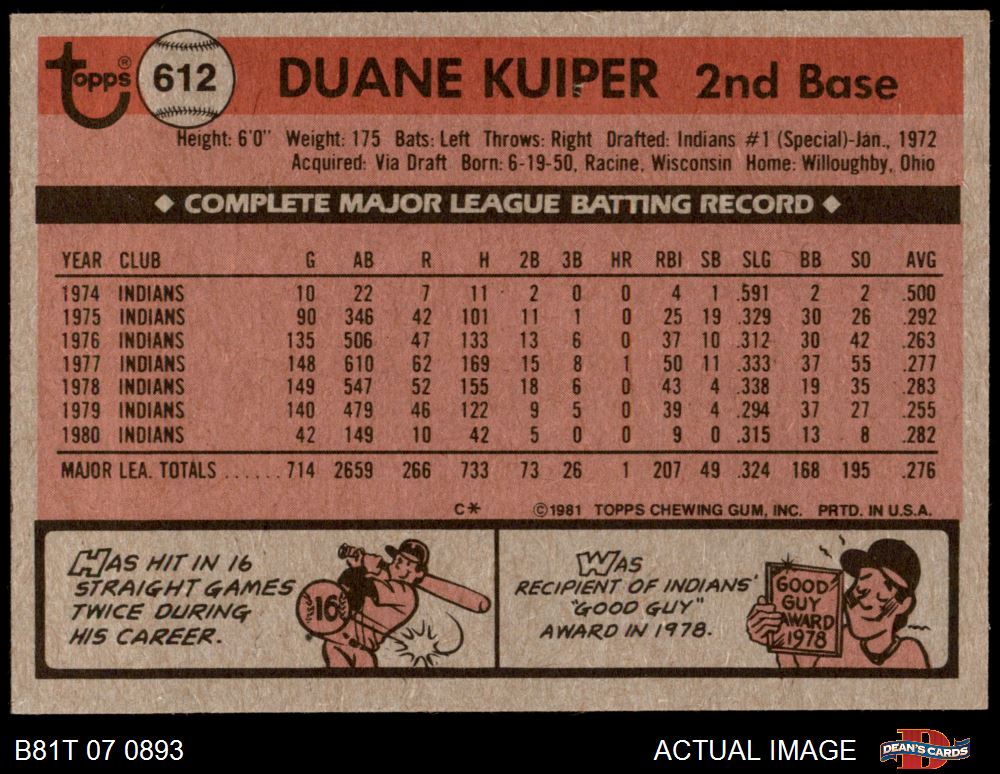 topps® 612 DUANE KUIPER 2nd Base
Height: 6'0" Weight: 175 Bats: Left Throws: Right Drafted: Indians #1 (Special)-Jan., 1972
Acquired: Via Draft Born: 6-19-50, Racine, Wisconsin Home: Willoughby, Ohio
◆ COMPLETE MAJOR LEAGUE BATTING RECORD ◆
YEAR CLUB G AB R H 2B 3B HR RBI SB SLG BB SO AVG
1974 INDIANS 10 22 7 11 2 0 0 4 1 .591 2 2 .500
1975 INDIANS 90 346 42 101 11 1 0 25 19 .329 30 26 .292
1976 INDIANS 135 506 47 133 13 6 0 37 10 .312 30 42 .263
1977 INDIANS 148 610 62 169 15 8 1 50 11 .333 37 55 .277
1978 INDIANS 149 547 52 155 18 6 0 43 4 .338 19 35 .283
1979 INDIANS 140 479 46 122 9 5 0 39 4 .294 37 27 .255
1980 INDIANS 42 149 10 42 5 0 0 9 0 .315 13 8 .282
MAJOR LEA. TOTALS ...... 714 2659 266 733 73 26 1 207 49 .324 168 195 .276
C* ©1981 TOPPS CHEWING GUM, INC. PRTD. IN U.S.A.
HAS HIT IN 16
STRAIGHT GAMES
TWICE DURING
HIS CAREER.
16
WAS
RECIPIENT OF INDIANS'
"GOOD GUY"
AWARD IN 1978.
GOOD
GUY
AWARD
1978
B81T 07 0893 ACTUAL IMAGE DEAN'S CARDS